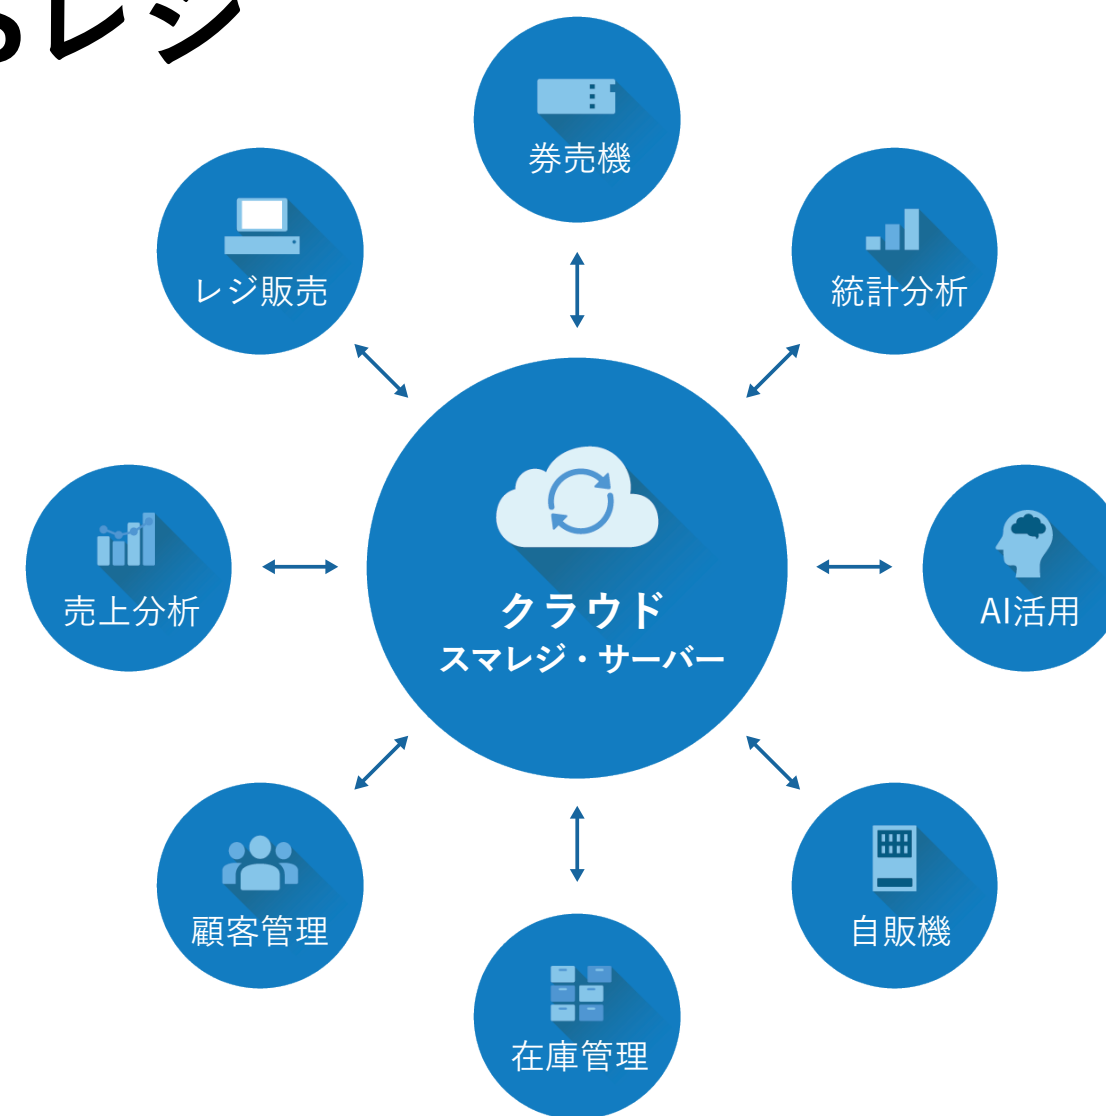 レジ
券売機
レジ販売
統計分析
売上分析
クラウド
スマレジ・サーバー
AI活用
顧客管理
自販機
在庫管理